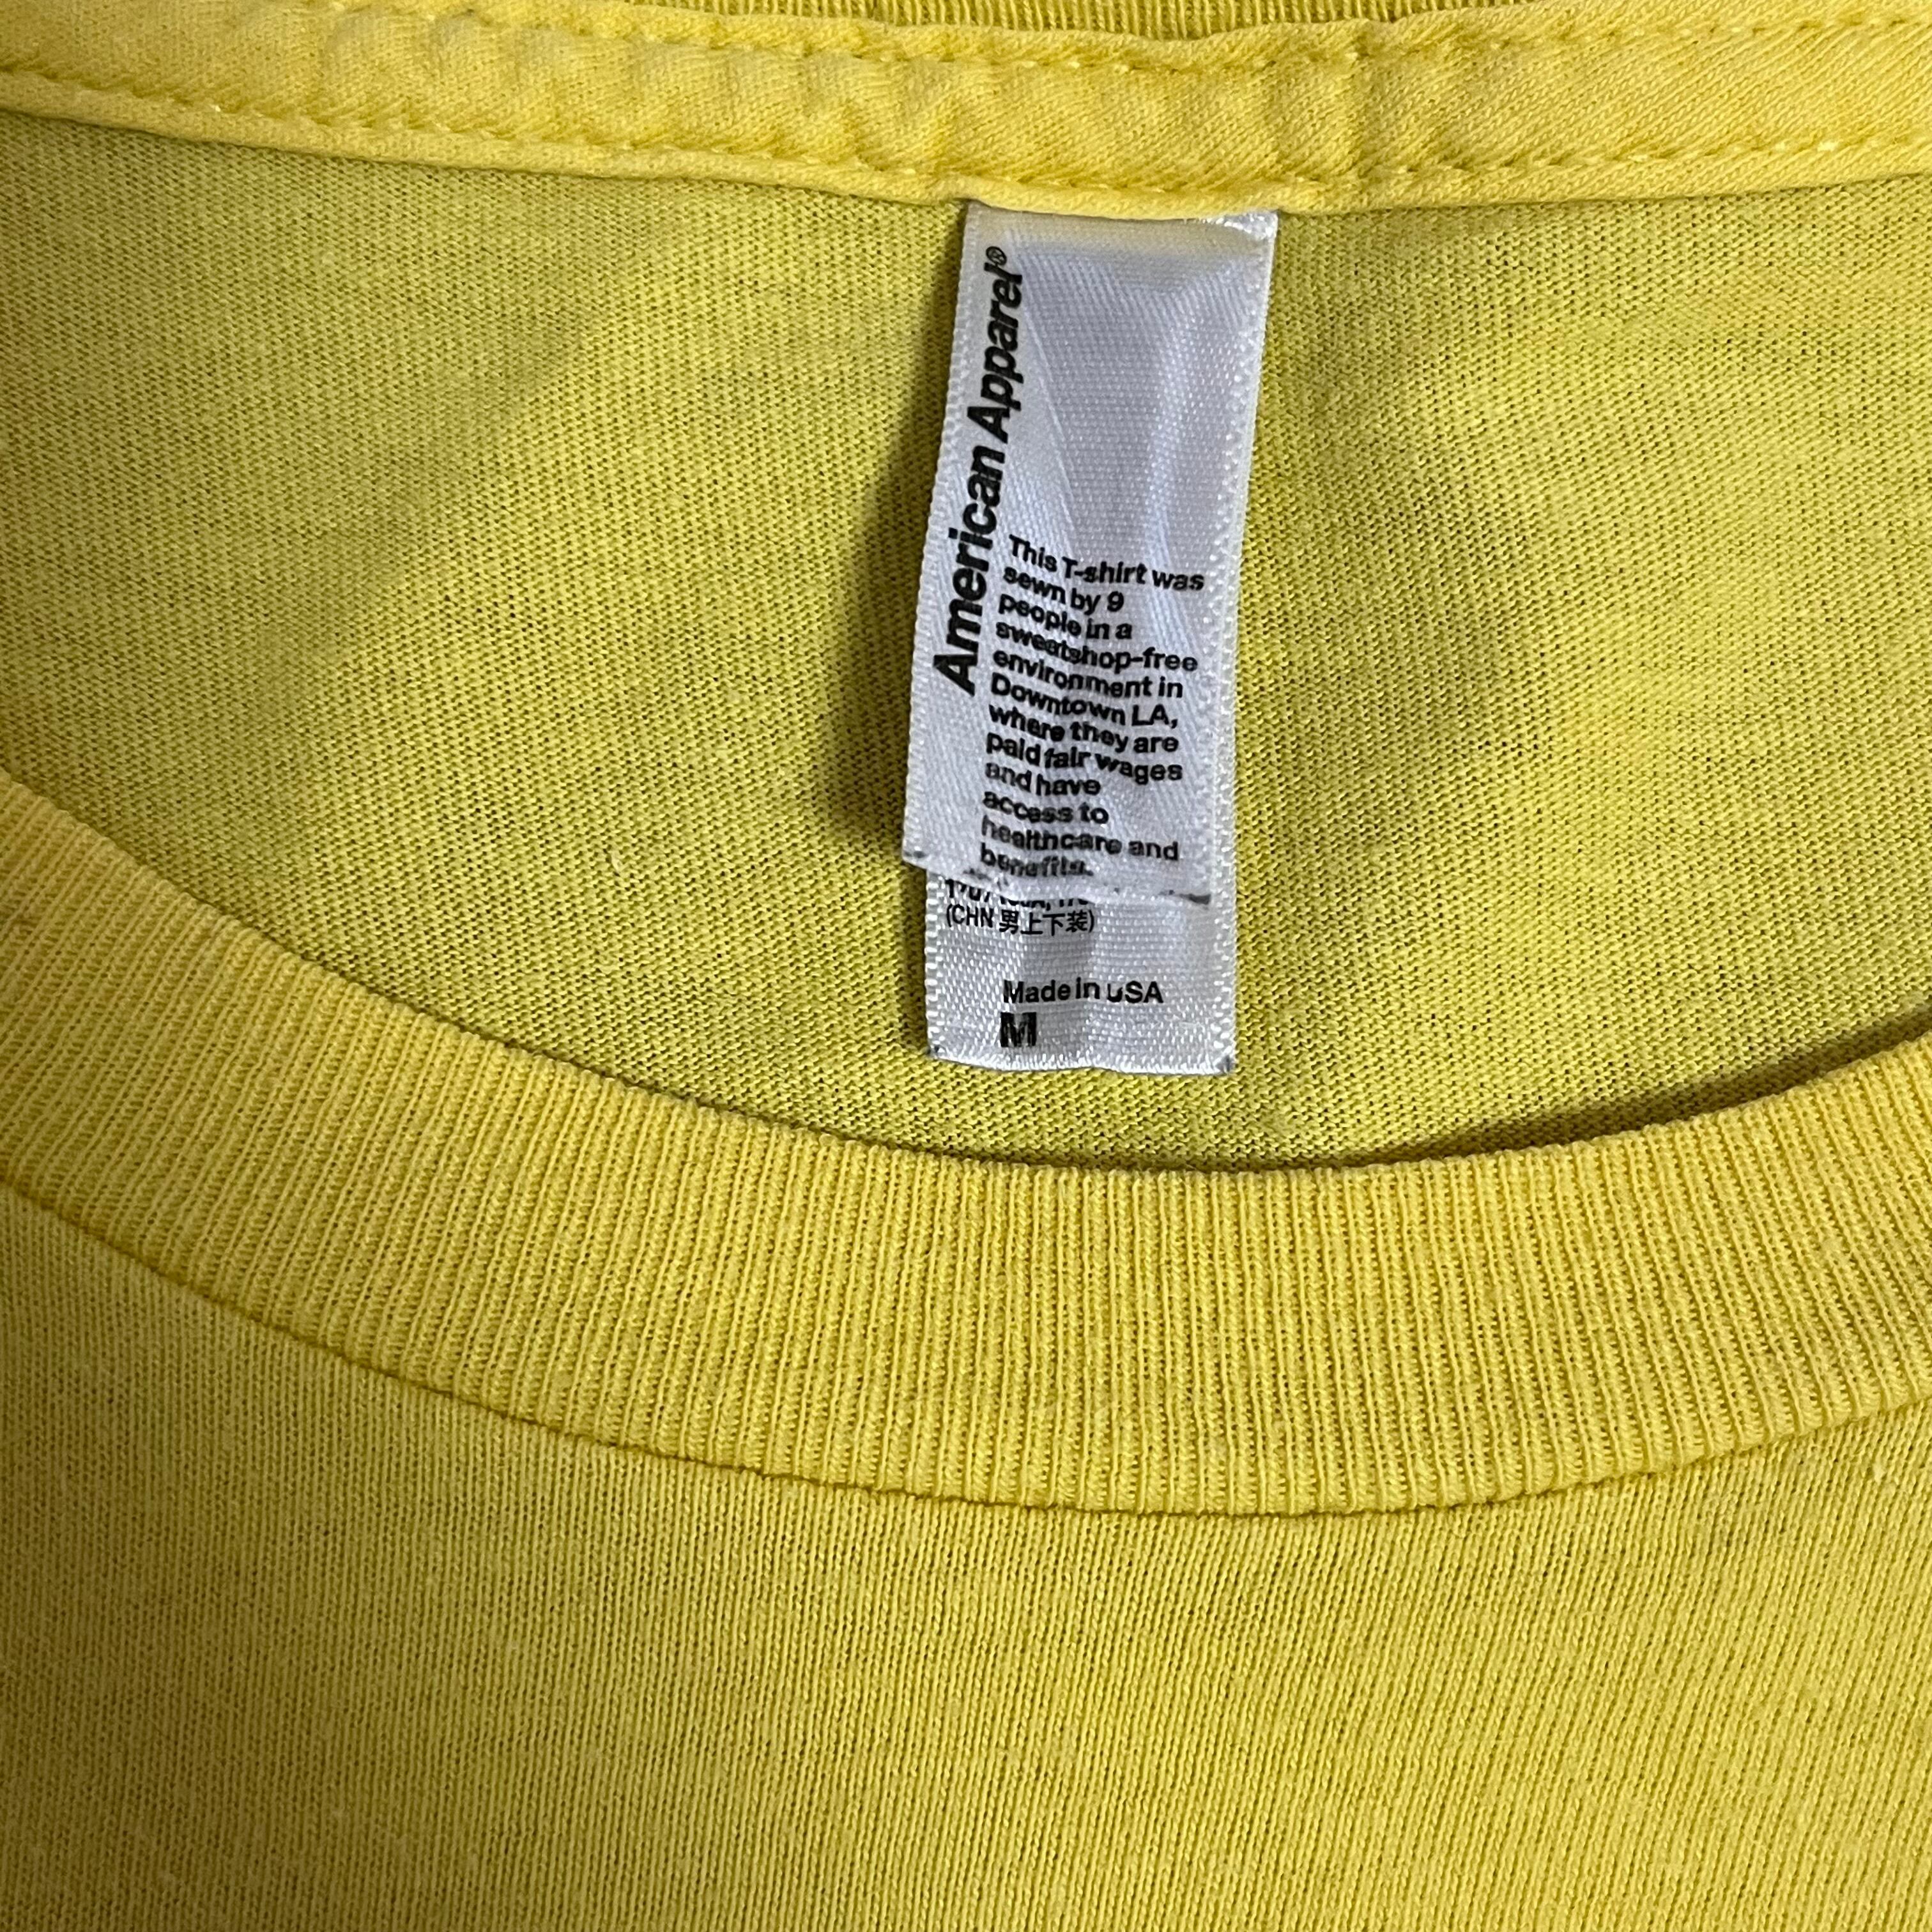 American Apparel®
This T-shirt was
sewn by 9
people in a
sweatshop-free
environment in
Downtown LA,
where they are
paid fair wages
and have
access to
healthcare and
benefits.
(CHN 男上下装)
Made in USA
M